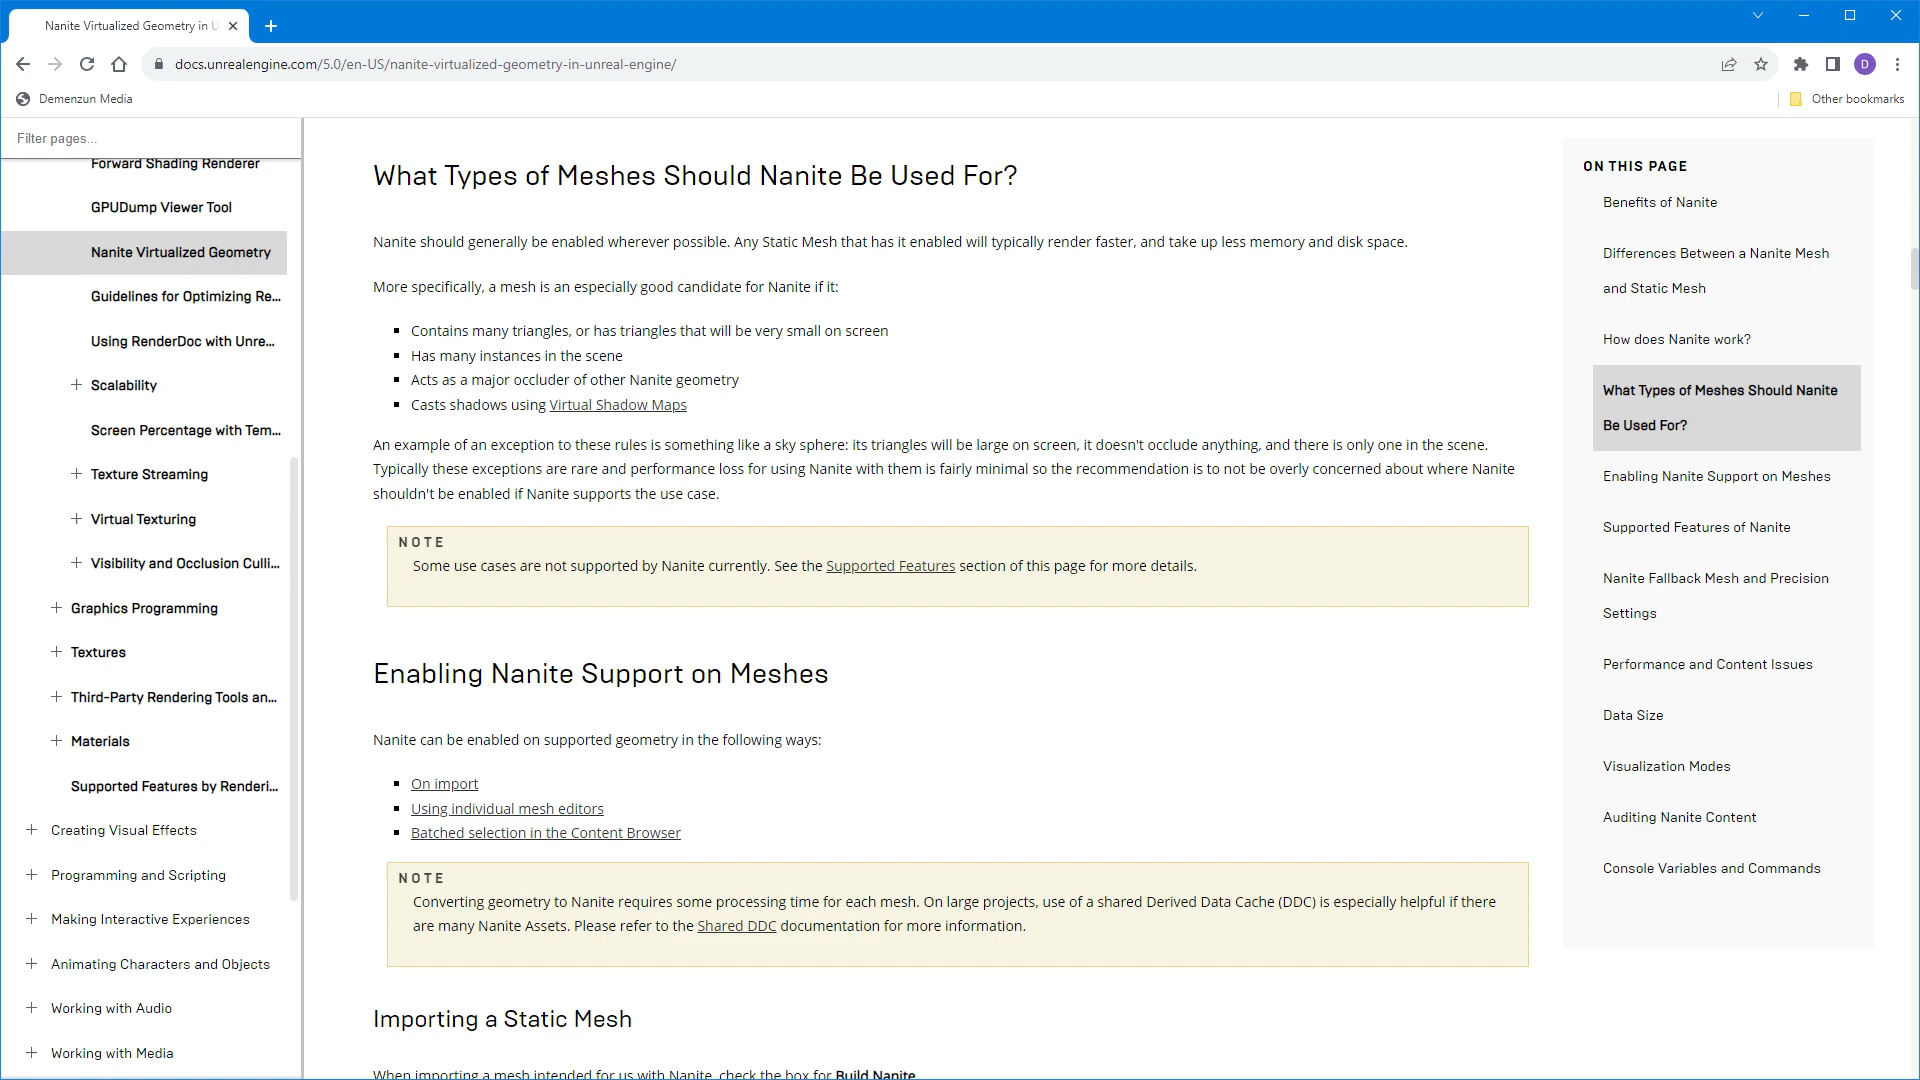 Nanite Virtualized Geometry in U
docs.unrealengine.com/5.0/en-US/nanite-virtualized-geometry-in-unreal-engine/
D
Demenzun Media
Other bookmarks
Filter pages...
Forward Shading Renderer
GPUDump Viewer Tool
Nanite Virtualized Geometry
Guidelines for Optimizing Re...
Using RenderDoc with Unre...
Scalability
Screen Percentage with Tem...
Texture Streaming
Virtual Texturing
Visibility and Occlusion Culli...
Graphics Programming
Textures
Third-Party Rendering Tools an...
Materials
Supported Features by Renderi...
Creating Visual Effects
Programming and Scripting
Making Interactive Experiences
Animating Characters and Objects
Working with Audio
Working with Media
What Types of Meshes Should Nanite Be Used For?
Nanite should generally be enabled wherever possible. Any Static Mesh that has it enabled will typically render faster, and take up less memory and disk space.
More specifically, a mesh is an especially good candidate for Nanite if it:
Contains many triangles, or has triangles that will be very small on screen
Has many instances in the scene
Acts as a major occluder of other Nanite geometry
Casts shadows using Virtual Shadow Maps
An example of an exception to these rules is something like a sky sphere: its triangles will be large on screen, it doesn't occlude anything, and there is only one in the scene.
Typically these exceptions are rare and performance loss for using Nanite with them is fairly minimal so the recommendation is to not be overly concerned about where Nanite
shouldn't be enabled if Nanite supports the use case.
NOTE
Some use cases are not supported by Nanite currently. See the Supported Features section of this page for more details.
Enabling Nanite Support on Meshes
Nanite can be enabled on supported geometry in the following ways:
On import
Using individual mesh editors
Batched selection in the Content Browser
NOTE
Converting geometry to Nanite requires some processing time for each mesh. On large projects, use of a shared Derived Data Cache (DDC) is especially helpful if there
are many Nanite Assets. Please refer to the Shared DDC documentation for more information.
Importing a Static Mesh
When importing a mesh intended for us with Nanite, check the box for Build Nanite
ON THIS PAGE
Benefits of Nanite
Differences Between a Nanite Mesh
and Static Mesh
How does Nanite work?
What Types of Meshes Should Nanite
Be Used For?
Enabling Nanite Support on Meshes
Supported Features of Nanite
Nanite Fallback Mesh and Precision
Settings
Performance and Content Issues
Data Size
Visualization Modes
Auditing Nanite Content
Console Variables and Commands